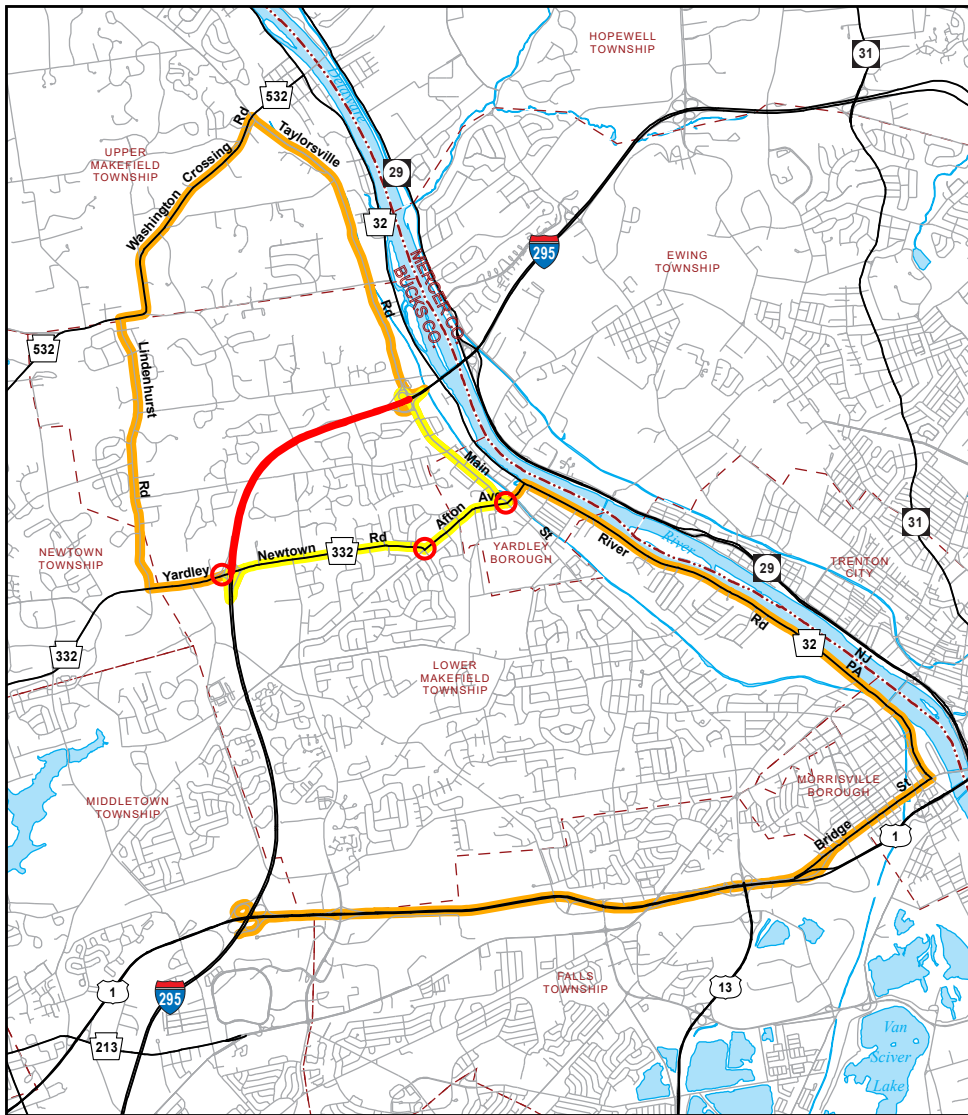 HOPEWELL
TOWNSHIP
31
532
Delaware
Rd
Taylorsville
UPPER
MAKEFIELD
TOWNSHIP
Crossing
29
Washington
32
295
MERCER CO.
BUCKS CO.
EWING
TOWNSHIP
Rd
532
Lindenhurst
Main
Rd
Ave
Afton
St
31
Newtown
332
Rd
YARDLEY
BOROUGH
River
River
NEWTOWN
TOWNSHIP
Yardley
29
TRENTON
CITY
Rd
32
NJ
PA
332
LOWER
MAKEFIELD
TOWNSHIP
MIDDLETOWN
TOWNSHIP
MORRISVILLE
BOROUGH
St
Bridge
1
FALLS
TOWNSHIP
1
295
13
213
Van
Sciver
Lake